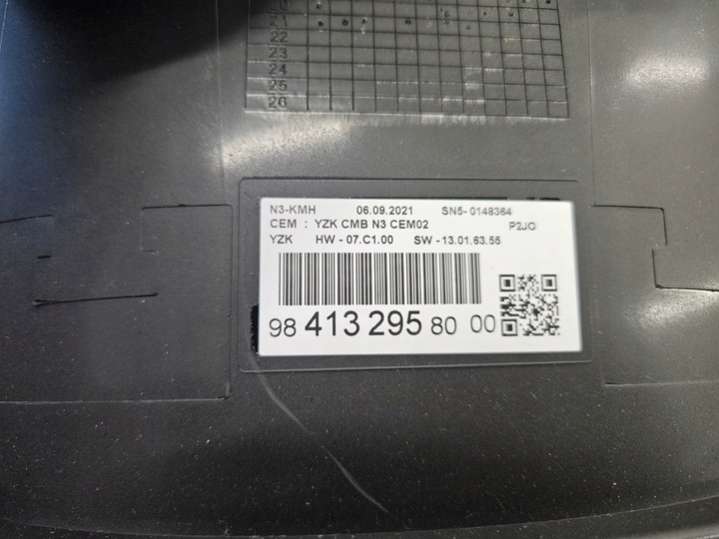 21
22
23
24
25
26
N3-KMH 06.09.2021 SN5- 0148364
CEM : YZK CMB N3 CEM02 P2JO
YZK HW - 07.C1.00 SW - 13.01.63.55
98 413 295 80 00